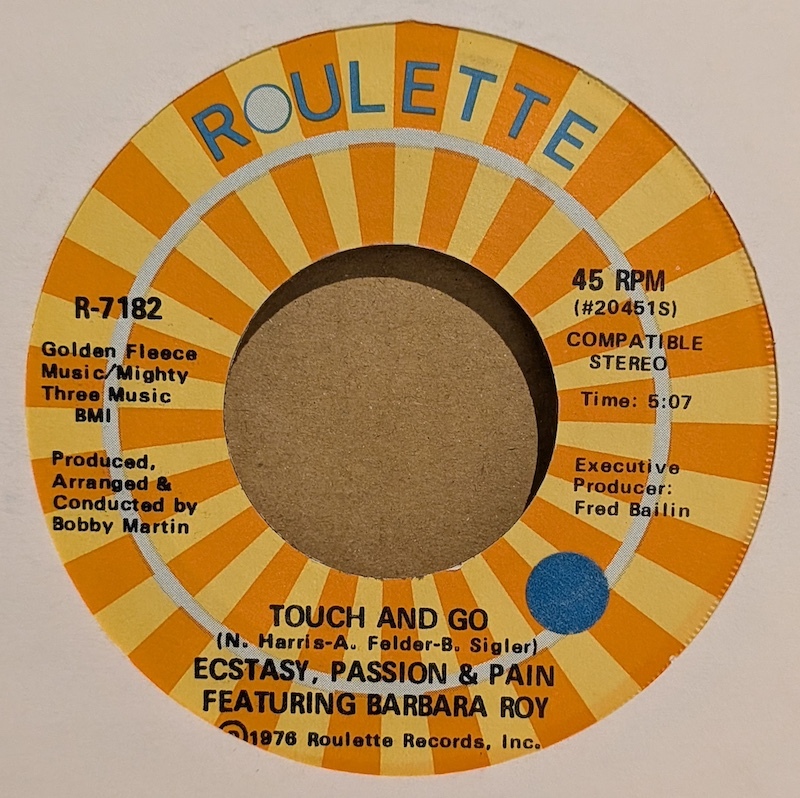 ROULETTE
R-7182
Golden Fleece
Music/Mighty
Three Music
BMI
Produced,
Arranged &
Conducted by
Bobby Martin
45 RPM
(#20451S)
COMPATIBLE
STEREO
Time: 5:07
Executive
Producer:
Fred Bailin
TOUCH AND GO
(N. Harris-A. Felder-B. Sigler)
ECSTASY, PASSION & PAIN
FEATURING BARBARA ROY
Ⓟ1976 Roulette Records, Inc.